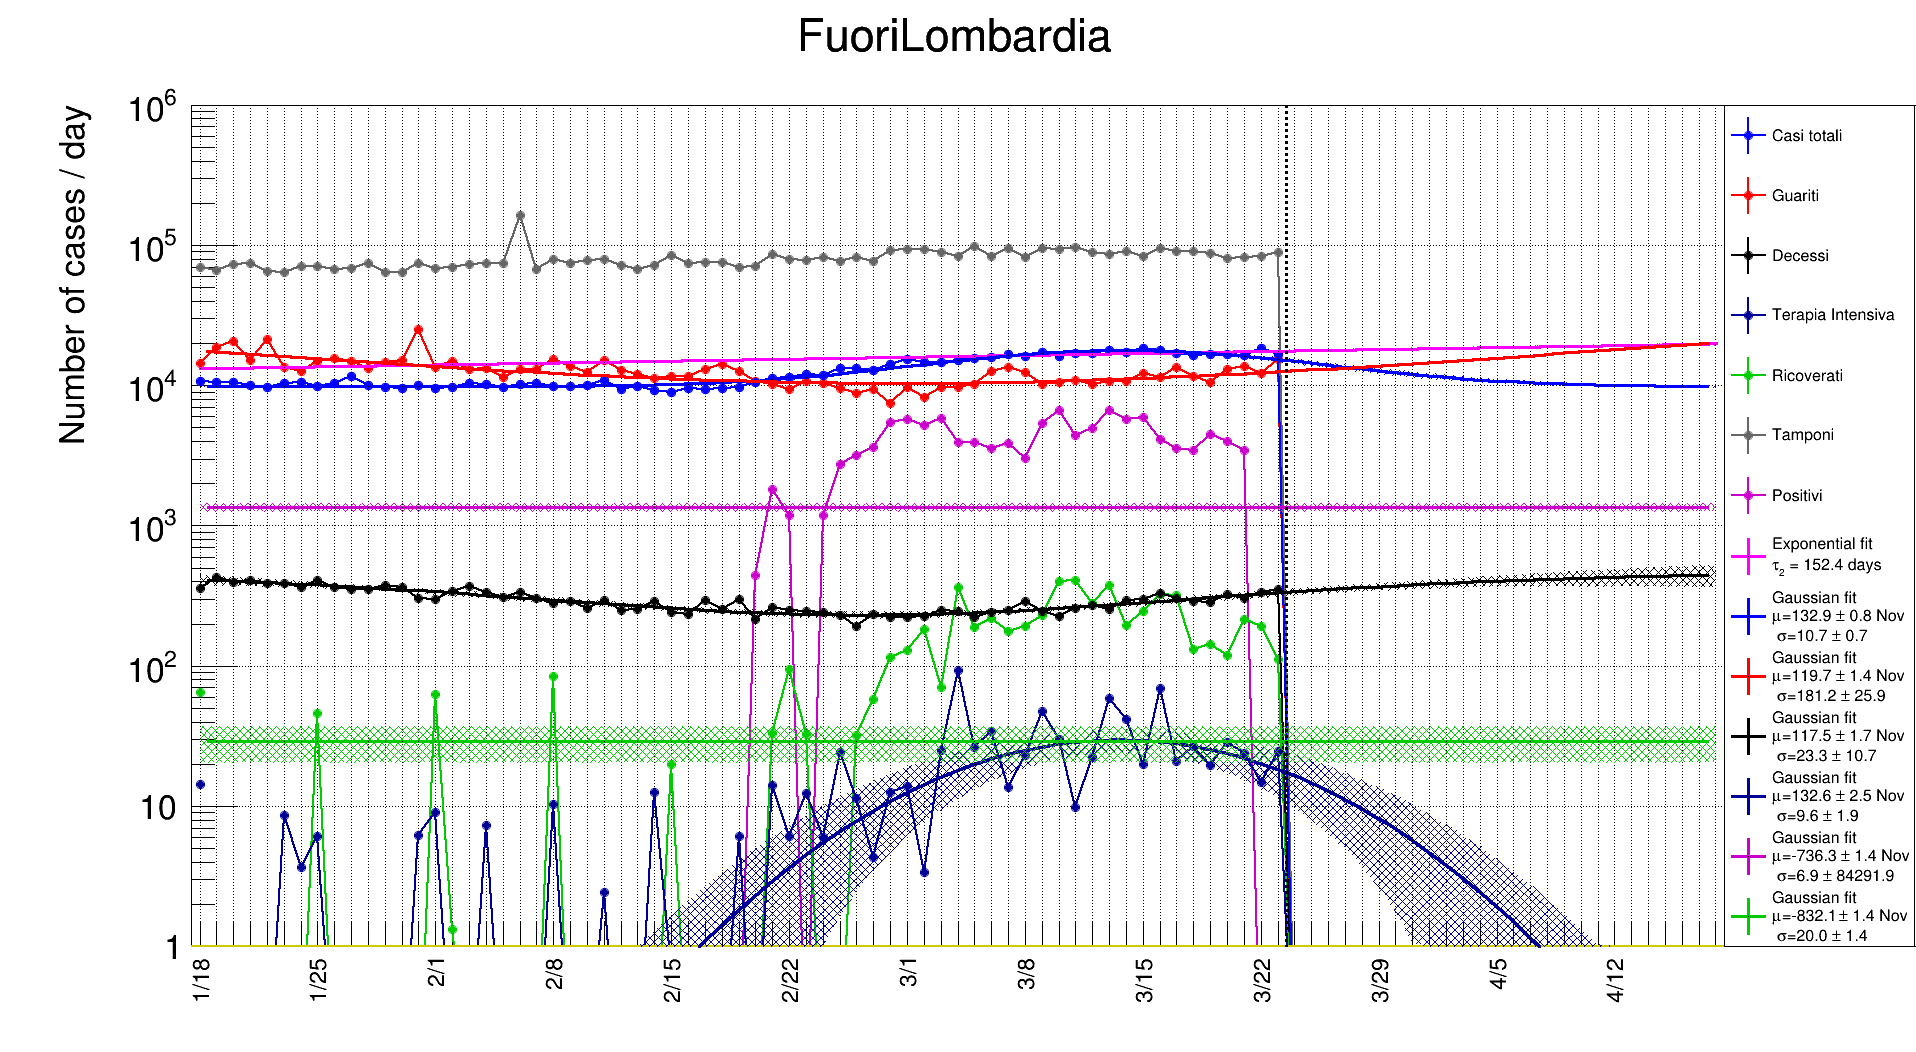 FuoriLombardia
Number of cases / day
10^6
10^5
10^4
10^3
10^2
10
1
1/18
1/25
2/1
2/8
2/15
2/22
3/1
3/8
3/15
3/22
3/29
4/5
4/12
Casi totali
Guariti
Decessi
Terapia Intensiva
Ricoverati
Tamponi
Positivi
Exponential fit
τ₂ = 152.4 days
Gaussian fit
μ=132.9 ± 0.8 Nov
σ=10.7 ± 0.7
Gaussian fit
μ=119.7 ± 1.4 Nov
σ=181.2 ± 25.9
Gaussian fit
μ=117.5 ± 1.7 Nov
σ=23.3 ± 10.7
Gaussian fit
μ=132.6 ± 2.5 Nov
σ=9.6 ± 1.9
Gaussian fit
μ=-736.3 ± 1.4 Nov
σ=6.9 ± 84291.9
Gaussian fit
μ=-832.1 ± 1.4 Nov
σ=20.0 ± 1.4